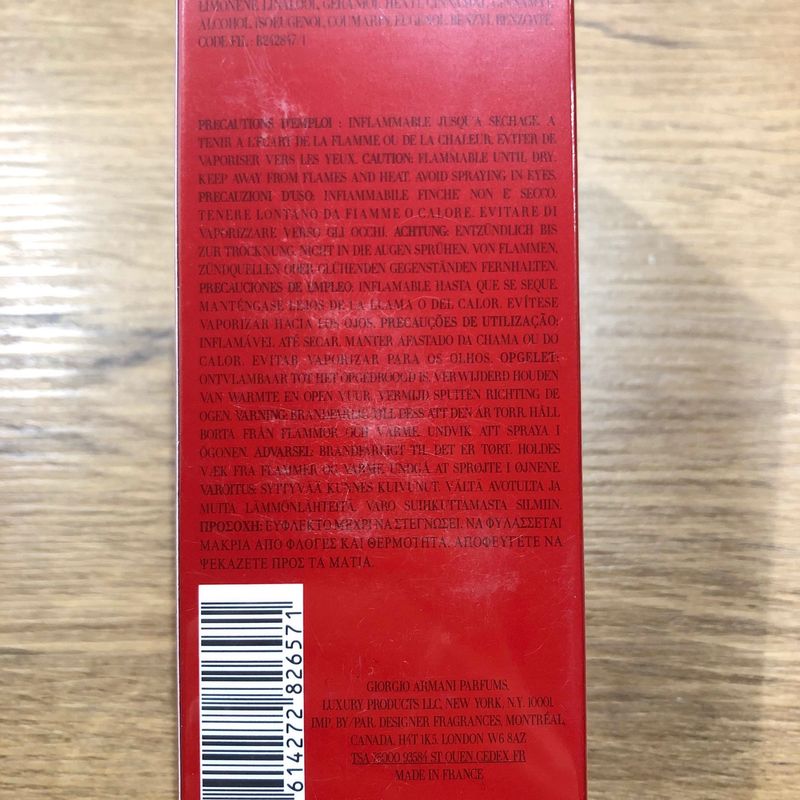 LIMONENE, LINALOOL, GERANIOL, HEXYL CINNAMAL, CINNAMYL
ALCOHOL, ISOEUGENOL, COUMARIN, EUGENOL, BENZYL BENZOATE.
CODE FIL : B242847/1
PRECAUTIONS D'EMPLOI : INFLAMMABLE JUSQU'A SECHAGE. A
TENIR A L'ECART DE LA FLAMME OU DE LA CHALEUR. EVITER DE
VAPORISER VERS LES YEUX. CAUTION: FLAMMABLE UNTIL DRY.
KEEP AWAY FROM FLAMES AND HEAT. AVOID SPRAYING IN EYES.
PRECAUZIONI D'USO: INFIAMMABILE FINCHE' NON E' SECCO.
TENERE LONTANO DA FIAMME O CALORE. EVITARE DI
VAPORIZZARE VERSO GLI OCCHI. ACHTUNG: ENTZÜNDLICH BIS
ZUR TROCKNUNG. NICHT IN DIE AUGEN SPRÜHEN. VON FLAMMEN,
ZÜNDQUELLEN ODER GLÜHENDEN GEGENSTÄNDEN FERNHALTEN.
PRECAUCIONES DE EMPLEO: INFLAMABLE HASTA QUE SE SEQUE.
MANTÉNGASE LEJOS DE LA LLAMA O DEL CALOR. EVÍTESE
VAPORIZAR HACIA LOS OJOS. PRECAUÇÕES DE UTILIZAÇÃO:
INFLAMÁVEL ATÉ SECAR. MANTER AFASTADO DA CHAMA OU DO
CALOR. EVITAR VAPORIZAR PARA OS OLHOS. OPGELET:
ONTVLAMBAAR TOT HET OPGEDROOGD IS. VERWIJDERD HOUDEN
VAN WARMTE EN OPEN VUUR. VERMIJD SPUITEN RICHTING DE
OGEN. VARNING: BRANDFARLIG TILL DESS ATT DEN ÄR TORR. HÅLL
BORTA FRÅN FLAMMOR OCH VÄRME. UNDVIK ATT SPRAYA I
ÖGONEN. ADVARSEL: BRANDFARLIGT TIL DET ER TØRT. HOLDES
VÆK FRA FLAMMER OG VARME. UNDGÅ AT SPRØJTE I ØJNENE.
VAROITUS: SYTTYVÄÄ KUNNES KUIVUNUT. VÄLTÄ AVOTULTA JA
MUITA LÄMMÖNLÄHTEITÄ. VARO SUIHKUTTAMASTA SILMIIN.
ΠΡΟΣΟΧΗ: ΕΥΦΛΕΚΤΟ ΜΕΧΡΙ ΝΑ ΣΤΕΓΝΩΣΕΙ. ΝΑ ΦΥΛΑΣΣΕΤΑΙ
ΜΑΚΡΙΑ ΑΠΟ ΦΛΟΓΕΣ ΚΑΙ ΘΕΡΜΟΤΗΤΑ. ΑΠΟΦΕΥΓΕΤΕ ΝΑ
ΨΕΚΑΖΕΤΕ ΠΡΟΣ ΤΑ ΜΑΤΙΑ.
614272 826571
GIORGIO ARMANI PARFUMS,
LUXURY PRODUCTS LLC, NEW YORK, N.Y. 10001
IMP. BY/PAR. DESIGNER FRAGRANCES, MONTRÉAL,
CANADA, H4T 1K5. LONDON W6 8AZ
TSA 75000 93584 ST OUEN CEDEX-FR
MADE IN FRANCE